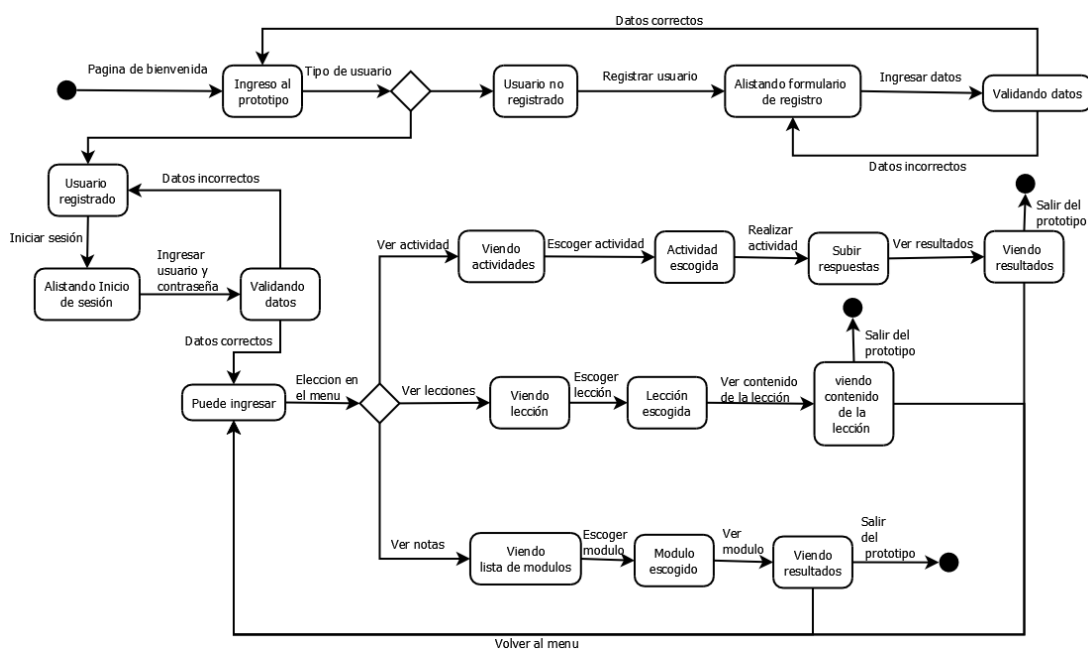 Datos correctos
Pagina de bienvenida
Ingreso al
prototipo
Tipo de usuario
Usuario no
registrado
Registrar usuario
Alistando formulario
de registro
Ingresar datos
Validando datos
Datos incorrectos
Usuario
registrado
Datos incorrectos
Iniciar sesión
Alistando Inicio
de sesión
Ingresar
usuario y
contraseña
Validando
datos
Datos correctos
Puede ingresar
Eleccion en
el menu
Ver actividad
Viendo
actividades
Escoger actividad
Actividad
escogida
Realizar
actividad
Subir
respuestas
Ver resultados
Viendo
resultados
Salir del
prototipo
Ver lecciones
Viendo
lección
Escoger
lección
Lección
escogida
Ver contenido
de la lección
viendo
contenido
de la
lección
Salir del
prototipo
Ver notas
Viendo
lista de modulos
Escoger
modulo
Modulo
escogido
Ver
modulo
Viendo
resultados
Salir
del
prototipo
Volver al menu